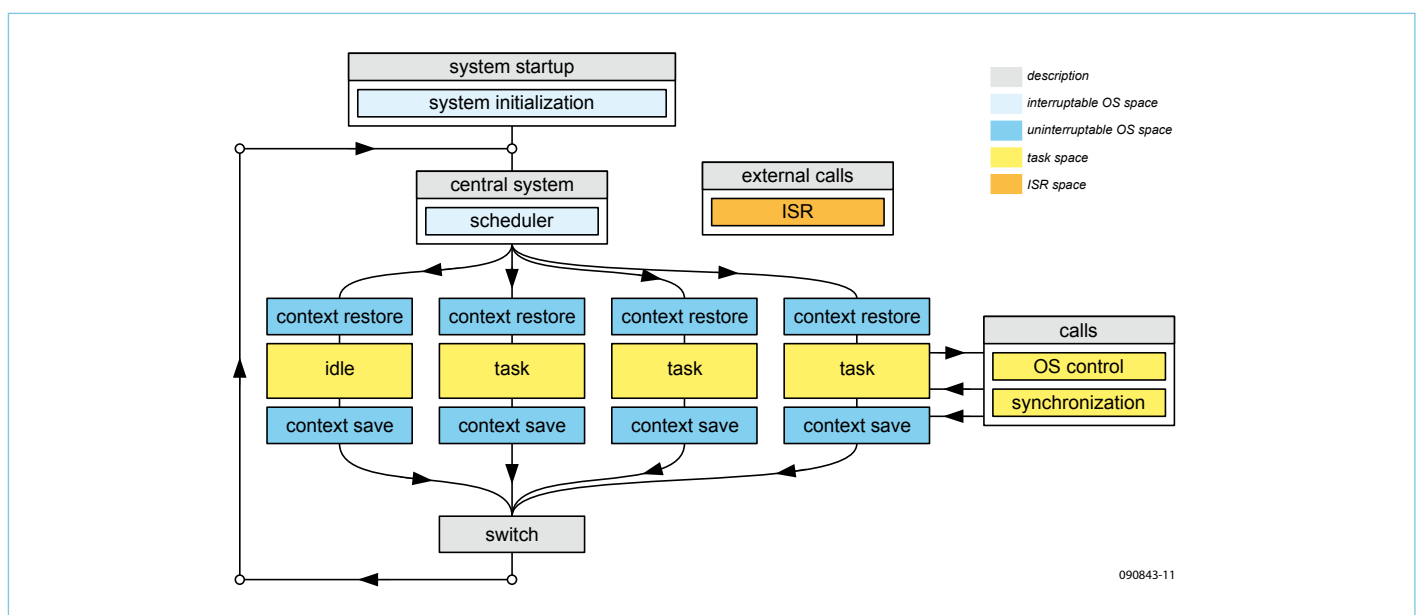 system startup
system initialization
description
interruptable OS space
uninterruptable OS space
task space
ISR space
central system
scheduler
external calls
ISR
context restore
context restore
context restore
context restore
idle
task
task
task
context save
context save
context save
context save
calls
OS control
synchronization
switch
090843-11